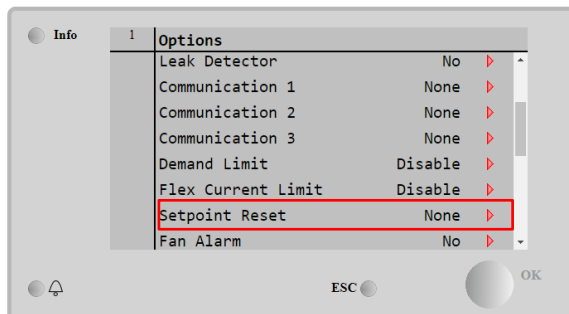 Info
1 Options
Leak Detector No
Communication 1 None
Communication 2 None
Communication 3 None
Demand Limit Disable
Flex Current Limit Disable
Setpoint Reset None
Fan Alarm No
ESC
OK